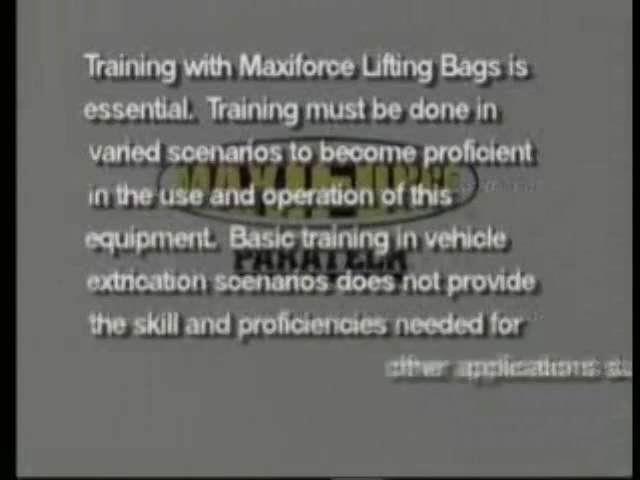 Training with Maxiforce Lifting Bags is
essential. Training must be done in
varied scenarios to become proficient
in the use and operation of this
equipment. Basic training in vehicle
extrication scenarios does not provide
the skill and proficiencies needed for
other applications
MAXIFORCE
PARATECH